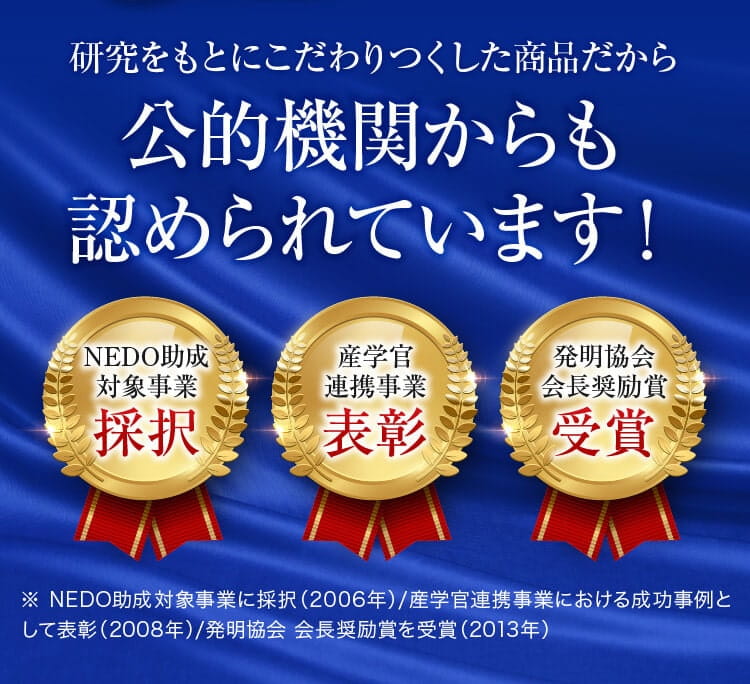 研究をもとにこだわりつくした商品だから
公的機関からも
認められています!
NEDO助成
対象事業
採択
産学官
連携事業
表彰
発明協会
会長奨励賞
受賞
※ NEDO助成対象事業に採択(2006年)/産学官連携事業における成功事例と
して表彰(2008年)/発明協会 会長奨励賞を受賞(2013年)